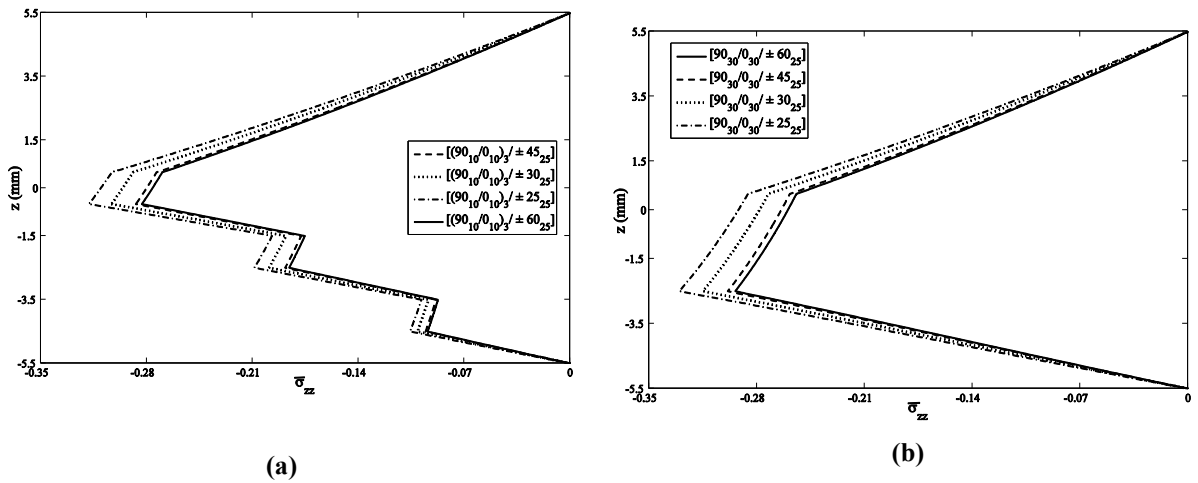 5.5
3.5
1.5
0
-1.5
-3.5
-5.5
z (mm)
-0.35
-0.28
-0.21
-0.14
-0.07
0
σ̅zz
[(90₁₀/0₁₀)₃/ ± 45₂₅]
[(90₁₀/0₁₀)₃/ ± 30₂₅]
[(90₁₀/0₁₀)₃/ ± 25₂₅]
[(90₁₀/0₁₀)₃/ ± 60₂₅]
(a)
5.5
3.5
1.5
0
-1.5
-3.5
-5.5
z (mm)
-0.35
-0.28
-0.21
-0.14
-0.07
0
σ̅zz
[90₃₀/0₃₀/ ± 60₂₅]
[90₃₀/0₃₀/ ± 45₂₅]
[90₃₀/0₃₀/ ± 30₂₅]
[90₃₀/0₃₀/ ± 25₂₅]
(b)